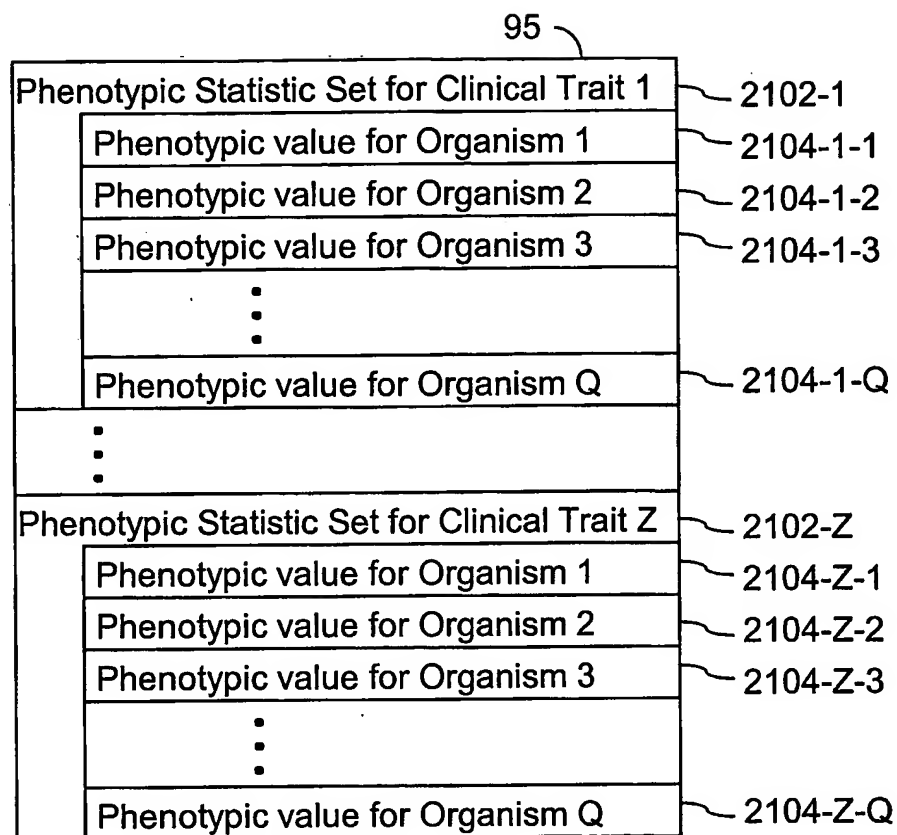 95
Phenotypic Statistic Set for Clinical Trait 1 2102-1
Phenotypic value for Organism 1 2104-1-1
Phenotypic value for Organism 2 2104-1-2
Phenotypic value for Organism 3 2104-1-3
Phenotypic value for Organism Q 2104-1-Q
Phenotypic Statistic Set for Clinical Trait Z 2102-Z
Phenotypic value for Organism 1 2104-Z-1
Phenotypic value for Organism 2 2104-Z-2
Phenotypic value for Organism 3 2104-Z-3
Phenotypic value for Organism Q 2104-Z-Q